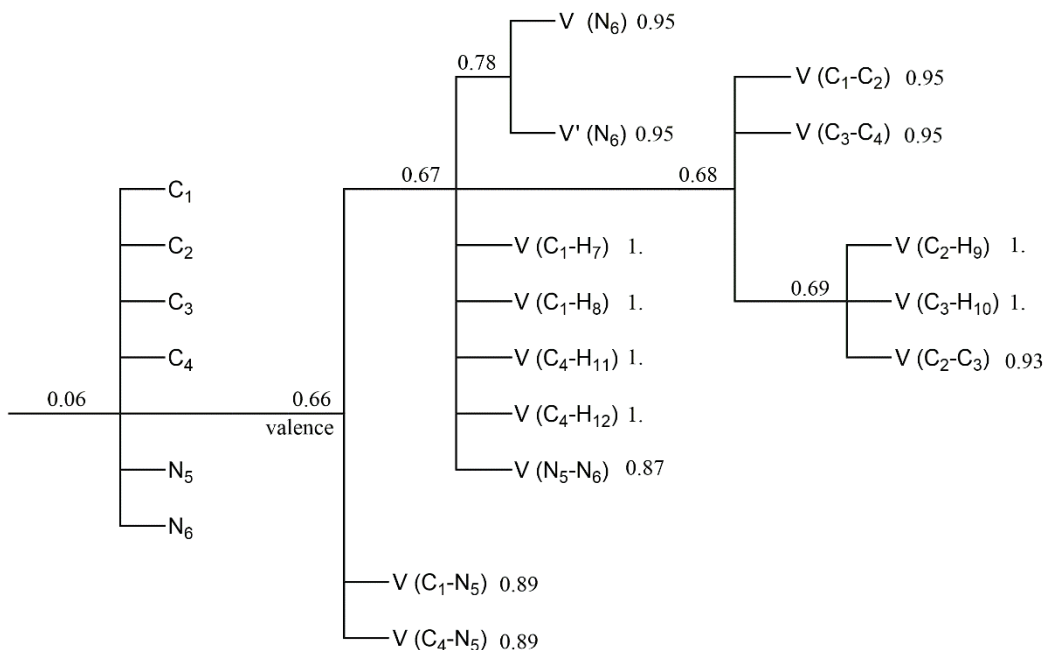 V (N₆) 0.95
0.78
V (C₁-C₂) 0.95
V' (N₆) 0.95
V (C₃-C₄) 0.95
0.67
0.68
C₁
C₂
V (C₁-H₇) 1.
V (C₂-H₉) 1.
0.69
C₃
V (C₁-H₈) 1.
V (C₃-H₁₀) 1.
C₄
V (C₄-H₁₁) 1.
V (C₂-C₃) 0.93
0.06
0.66
valence
V (C₄-H₁₂) 1.
N₅
V (N₅-N₆) 0.87
N₆
V (C₁-N₅) 0.89
V (C₄-N₅) 0.89